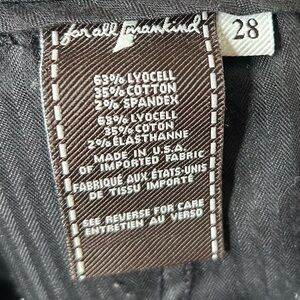 for all mankind
28
63% LYOCELL
35% COTTON
2% SPANDEX
63% LYOCELL
35% COTON
2% ELASTHANNE
MADE IN U.S.A.
OF IMPORTED FABRIC
FABRIQUÉ AUX ÉTATS-UNIS
DE TISSU IMPORTÉ
SEE REVERSE FOR CARE
ENTRETIEN AU VERSO